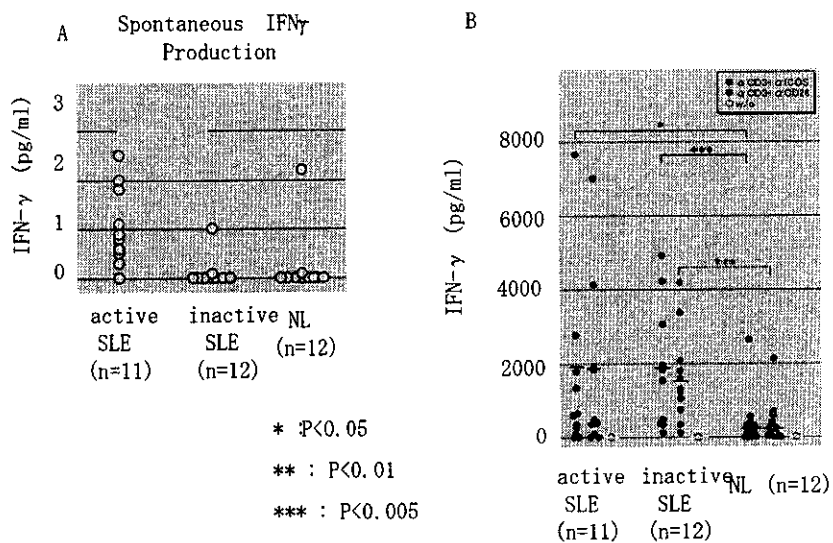 A
Spontaneous IFNγ
Production
IFN-γ (pg/ml)
3
2
1
0
active
SLE
(n=11)
inactive
SLE
(n=12)
NL
(n=12)
* :P<0.05
** : P<0.01
*** : P<0.005
B
IFN-γ (pg/ml)
8000
6000
4000
2000
0
*
***
***
active
SLE
(n=11)
inactive
SLE
(n=12)
NL (n=12)